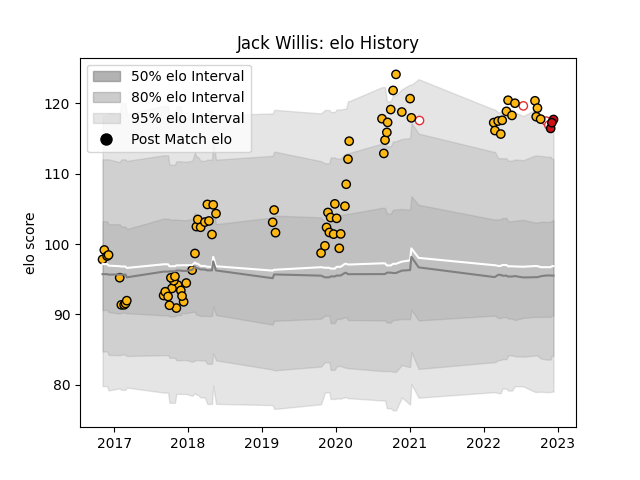 Jack Willis: elo History
50% elo Interval
80% elo Interval
95% elo Interval
Post Match elo
elo score
120
110
100
90
80
2017
2018
2019
2020
2021
2022
2023